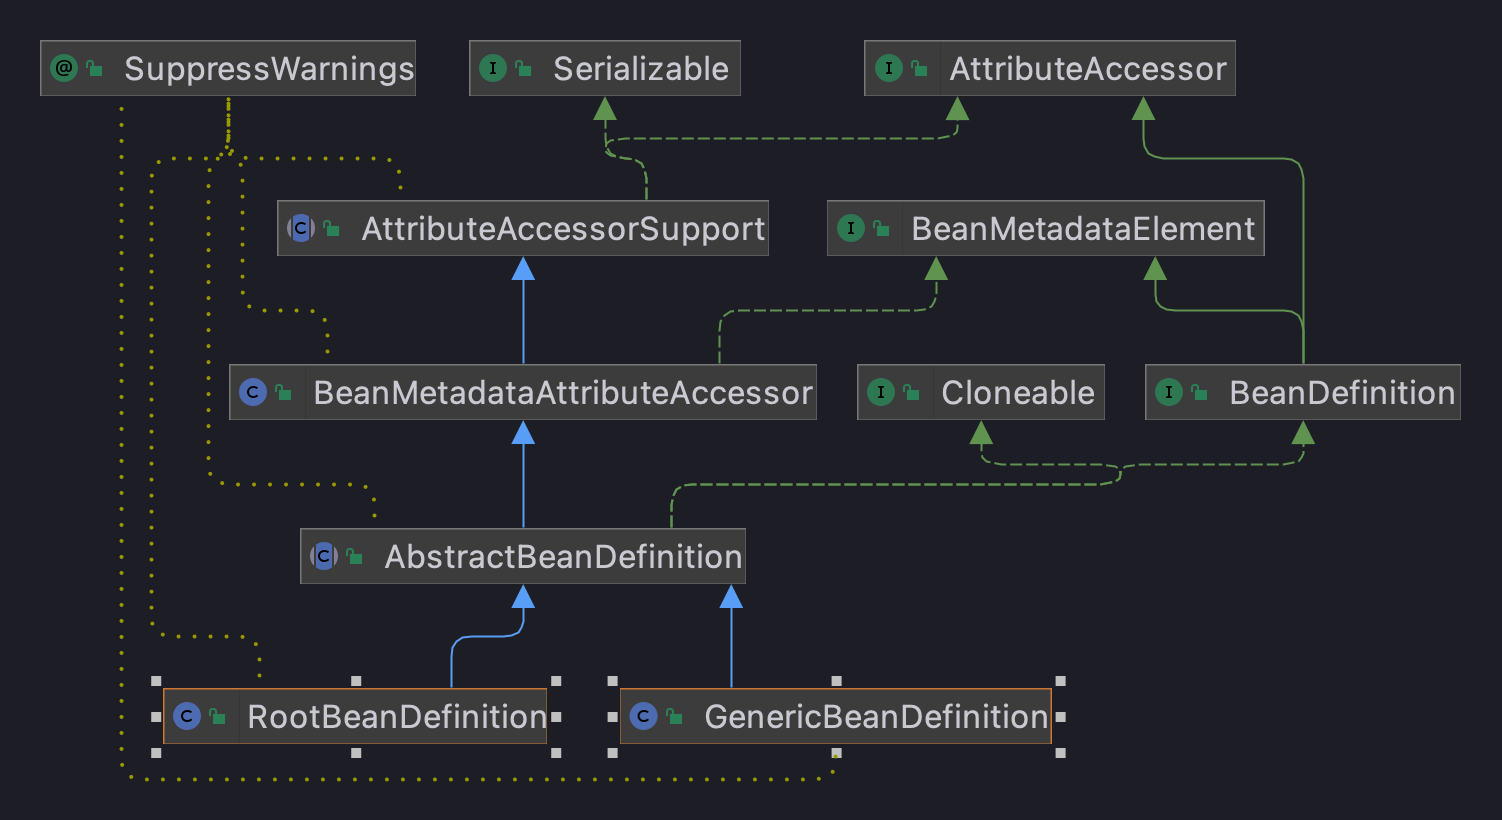 @ SuppressWarnings
I Serializable
I AttributeAccessor
C AttributeAccessorSupport
I BeanMetadataElement
C BeanMetadataAttributeAccessor
I Cloneable
I BeanDefinition
C AbstractBeanDefinition
C RootBeanDefinition
C GenericBeanDefinition